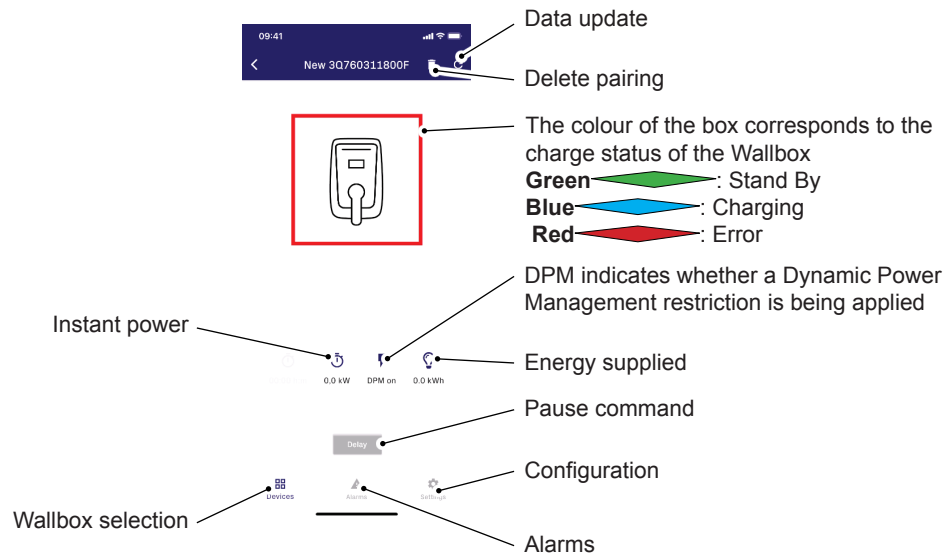 Data update
09:41
New 3Q760311800F
Delete pairing
The colour of the box corresponds to the
charge status of the Wallbox
Green : Stand By
Blue : Charging
Red : Error
DPM indicates whether a Dynamic Power
Management restriction is being applied
Instant power
Energy supplied
0.0 kW DPM on 0.0 kWh
Pause command
Delay
Configuration
Devices Alarms Settings
Wallbox selection
Alarms